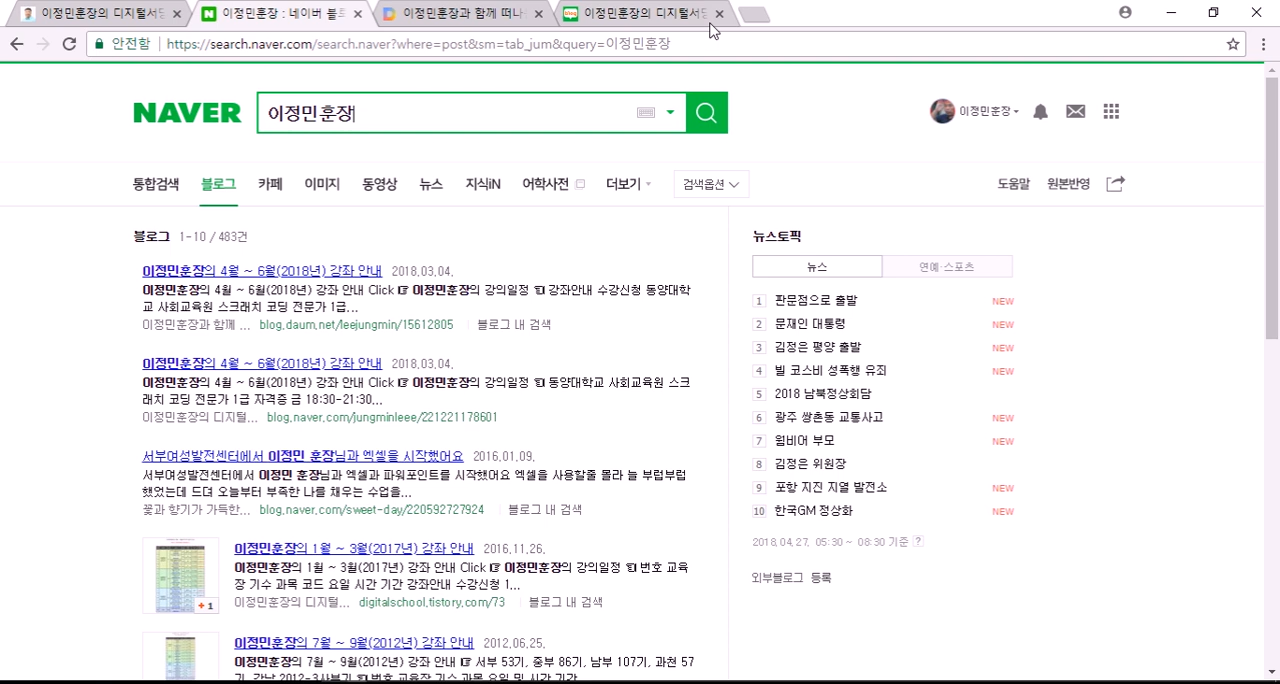 이정민훈장의 디지털서당
이정민훈장 : 네이버 블로
이정민훈장과 함께 떠나
이정민훈장의 디지털서당
안전함
https://search.naver.com/search.naver?where=post&sm=tab_jum&query=이정민훈장
NAVER
이정민훈장
이정민훈장
통합검색 블로그 카페 이미지 동영상 뉴스 지식iN 어학사전 더보기 검색옵션
도움말 원본반영
블로그 1-10 / 483건
이정민훈장의 4월 ~ 6월(2018년) 강좌 안내 2018.03.04.
이정민훈장의 4월 ~ 6월(2018년) 강좌 안내 Click ☞ 이정민훈장의 강의일정 ☜ 강좌안내 수강신청 동양대학
교 사회교육원 스크래치 코딩 전문가 1급...
이정민훈장과 함께 ... blog.daum.net/leejungmin/15612805 블로그 내 검색
이정민훈장의 4월 ~ 6월(2018년) 강좌 안내 2018.03.04.
이정민훈장의 4월 ~ 6월(2018년) 강좌 안내 Click ☞ 이정민훈장의 강의일정 ☜ 동양대학교 사회교육원 스크
래치 코딩 전문가 1급 자격증 금 18:30-21:30...
이정민훈장의 디지털... blog.naver.com/jungminleee/221221178601
서부여성발전센터에서 이정민 훈장님과 엑셀을 시작했어요 2016.01.09.
서부여성발전센터에서 이정민 훈장님과 엑셀과 파워포인트를 시작했어요 엑셀을 사용할줄 몰라 늘 부럽부럽
했었는데 드뎌 오늘부터 부족한 나를 채우는 수업을...
꽃과 향기가 가득한... blog.naver.com/sweet-day/220592727924 블로그 내 검색
이정민훈장의 1월 ~ 3월(2017년) 강좌 안내 2016.11.26.
이정민훈장의 1월 ~ 3월(2017년) 강좌 안내 Click ☞ 이정민훈장의 강의일정 ☜ 번호 교육
장 기수 과목 코드 요일 시간 기간 강좌안내 수강신청 1...
+ 1
이정민훈장의 디지털... digitalschool.tistory.com/73 블로그 내 검색
이정민훈장의 7월 ~ 9월(2012년) 강좌 안내 2012.06.25.
이정민훈장의 7월 ~ 9월(2012년) 강좌 안내 ☞ 서부 53기, 중부 86기, 남부 107기, 과천 57
기, 강남 2012-3사분기 ☜ 번호 교육장 기수 과목 요일 및 시간 기간
뉴스토픽
뉴스 연예·스포츠
1 판문점으로 출발 NEW
2 문재인 대통령 NEW
3 김정은 평양 출발 NEW
4 빌 코스비 성폭행 유죄 NEW
5 2018 남북정상회담
6 광주 쌍촌동 교통사고 NEW
7 웜비어 부모 NEW
8 김정은 위원장
9 포항 지진 지열 발전소 NEW
10 한국GM 정상화 NEW
2018.04.27. 05:30 ~ 08:30 기준 ?
외부블로그 등록